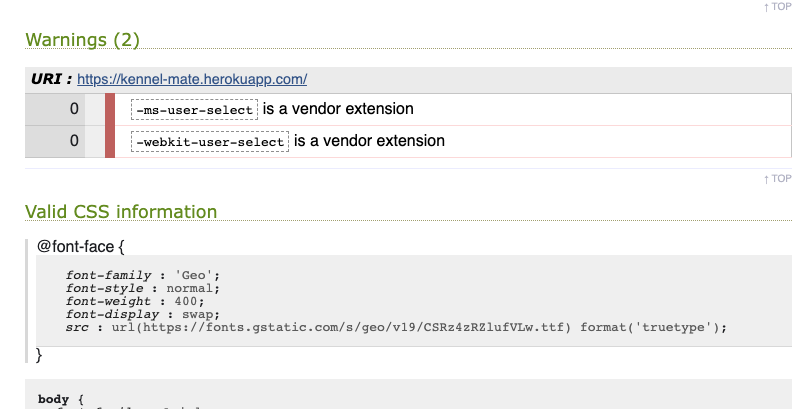 ↑ TOP
Warnings (2)
URI : https://kennel-mate.herokuapp.com/
0 -ms-user-select is a vendor extension
0 -webkit-user-select is a vendor extension
↑ TOP
Valid CSS information
@font-face {
font-family : 'Geo';
font-style : normal;
font-weight : 400;
font-display : swap;
src : url(https://fonts.gstatic.com/s/geo/v19/CSRz4zRZlufVLw.ttf) format('truetype');
}
body {